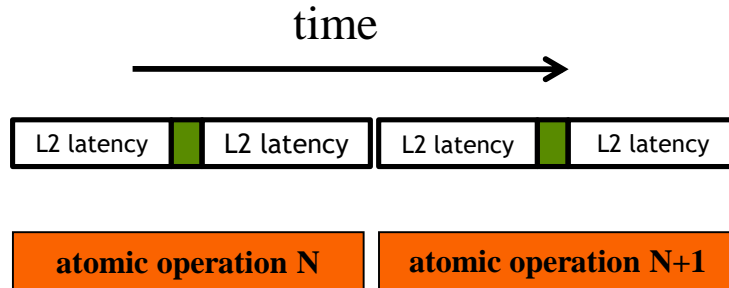 time
L2 latency L2 latency L2 latency L2 latency
atomic operation N atomic operation N+1